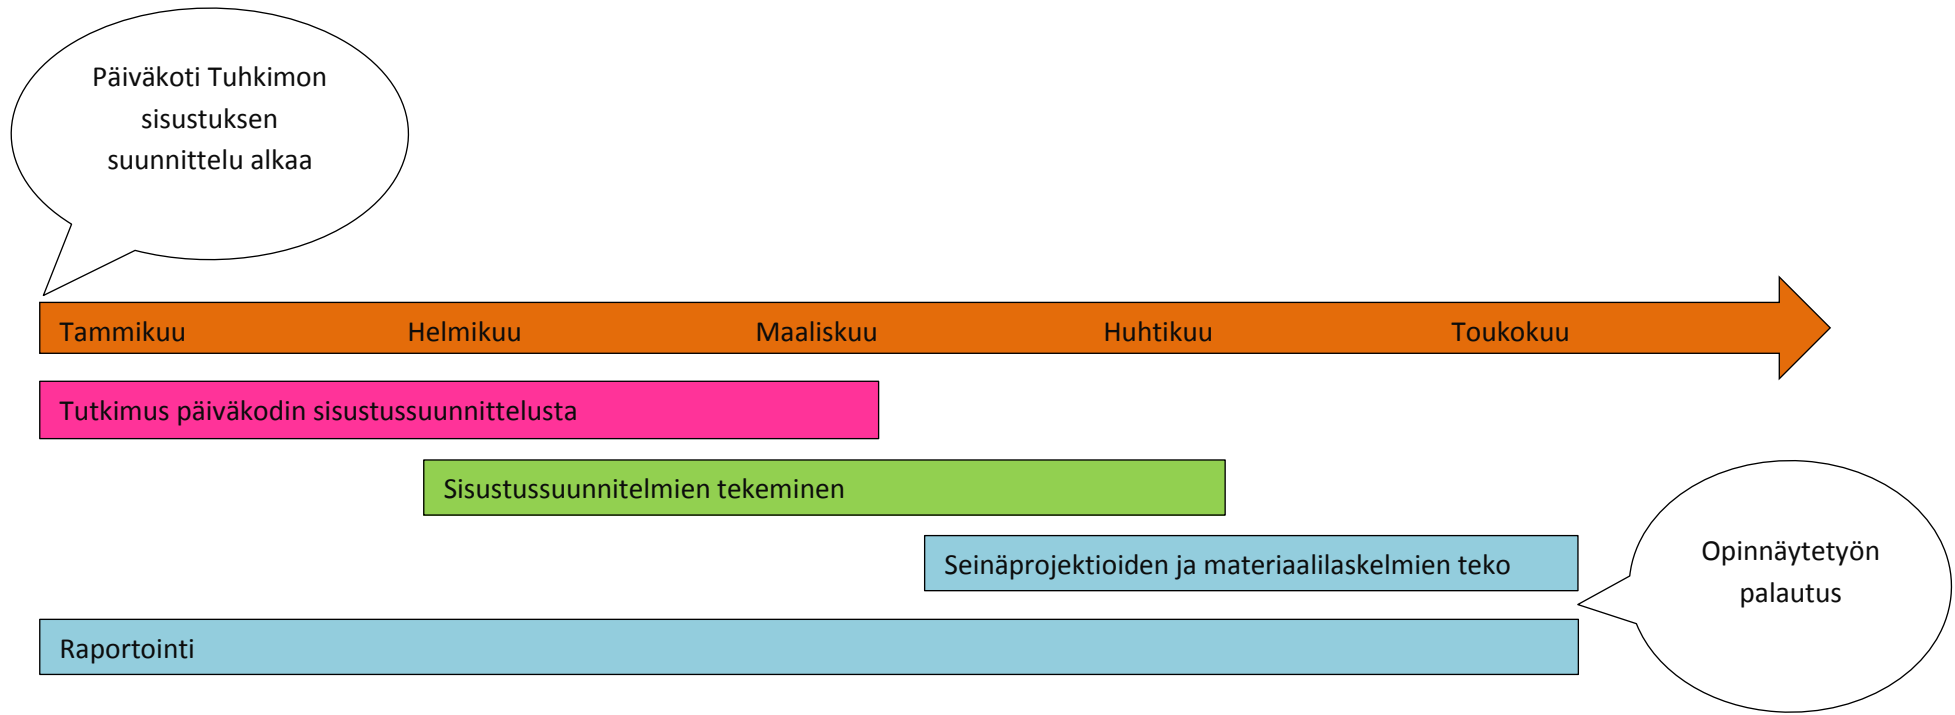 Päiväkoti Tuhkimon
sisustuksen
suunnittelu alkaa
Tammikuu Helmikuu Maaliskuu Huhtikuu Toukokuu
Tutkimus päiväkodin sisustussuunnittelusta
Sisustussuunnitelmien tekeminen
Seinäprojektioiden ja materiaalilaskelmien teko
Opinnäytetyön
palautus
Raportointi